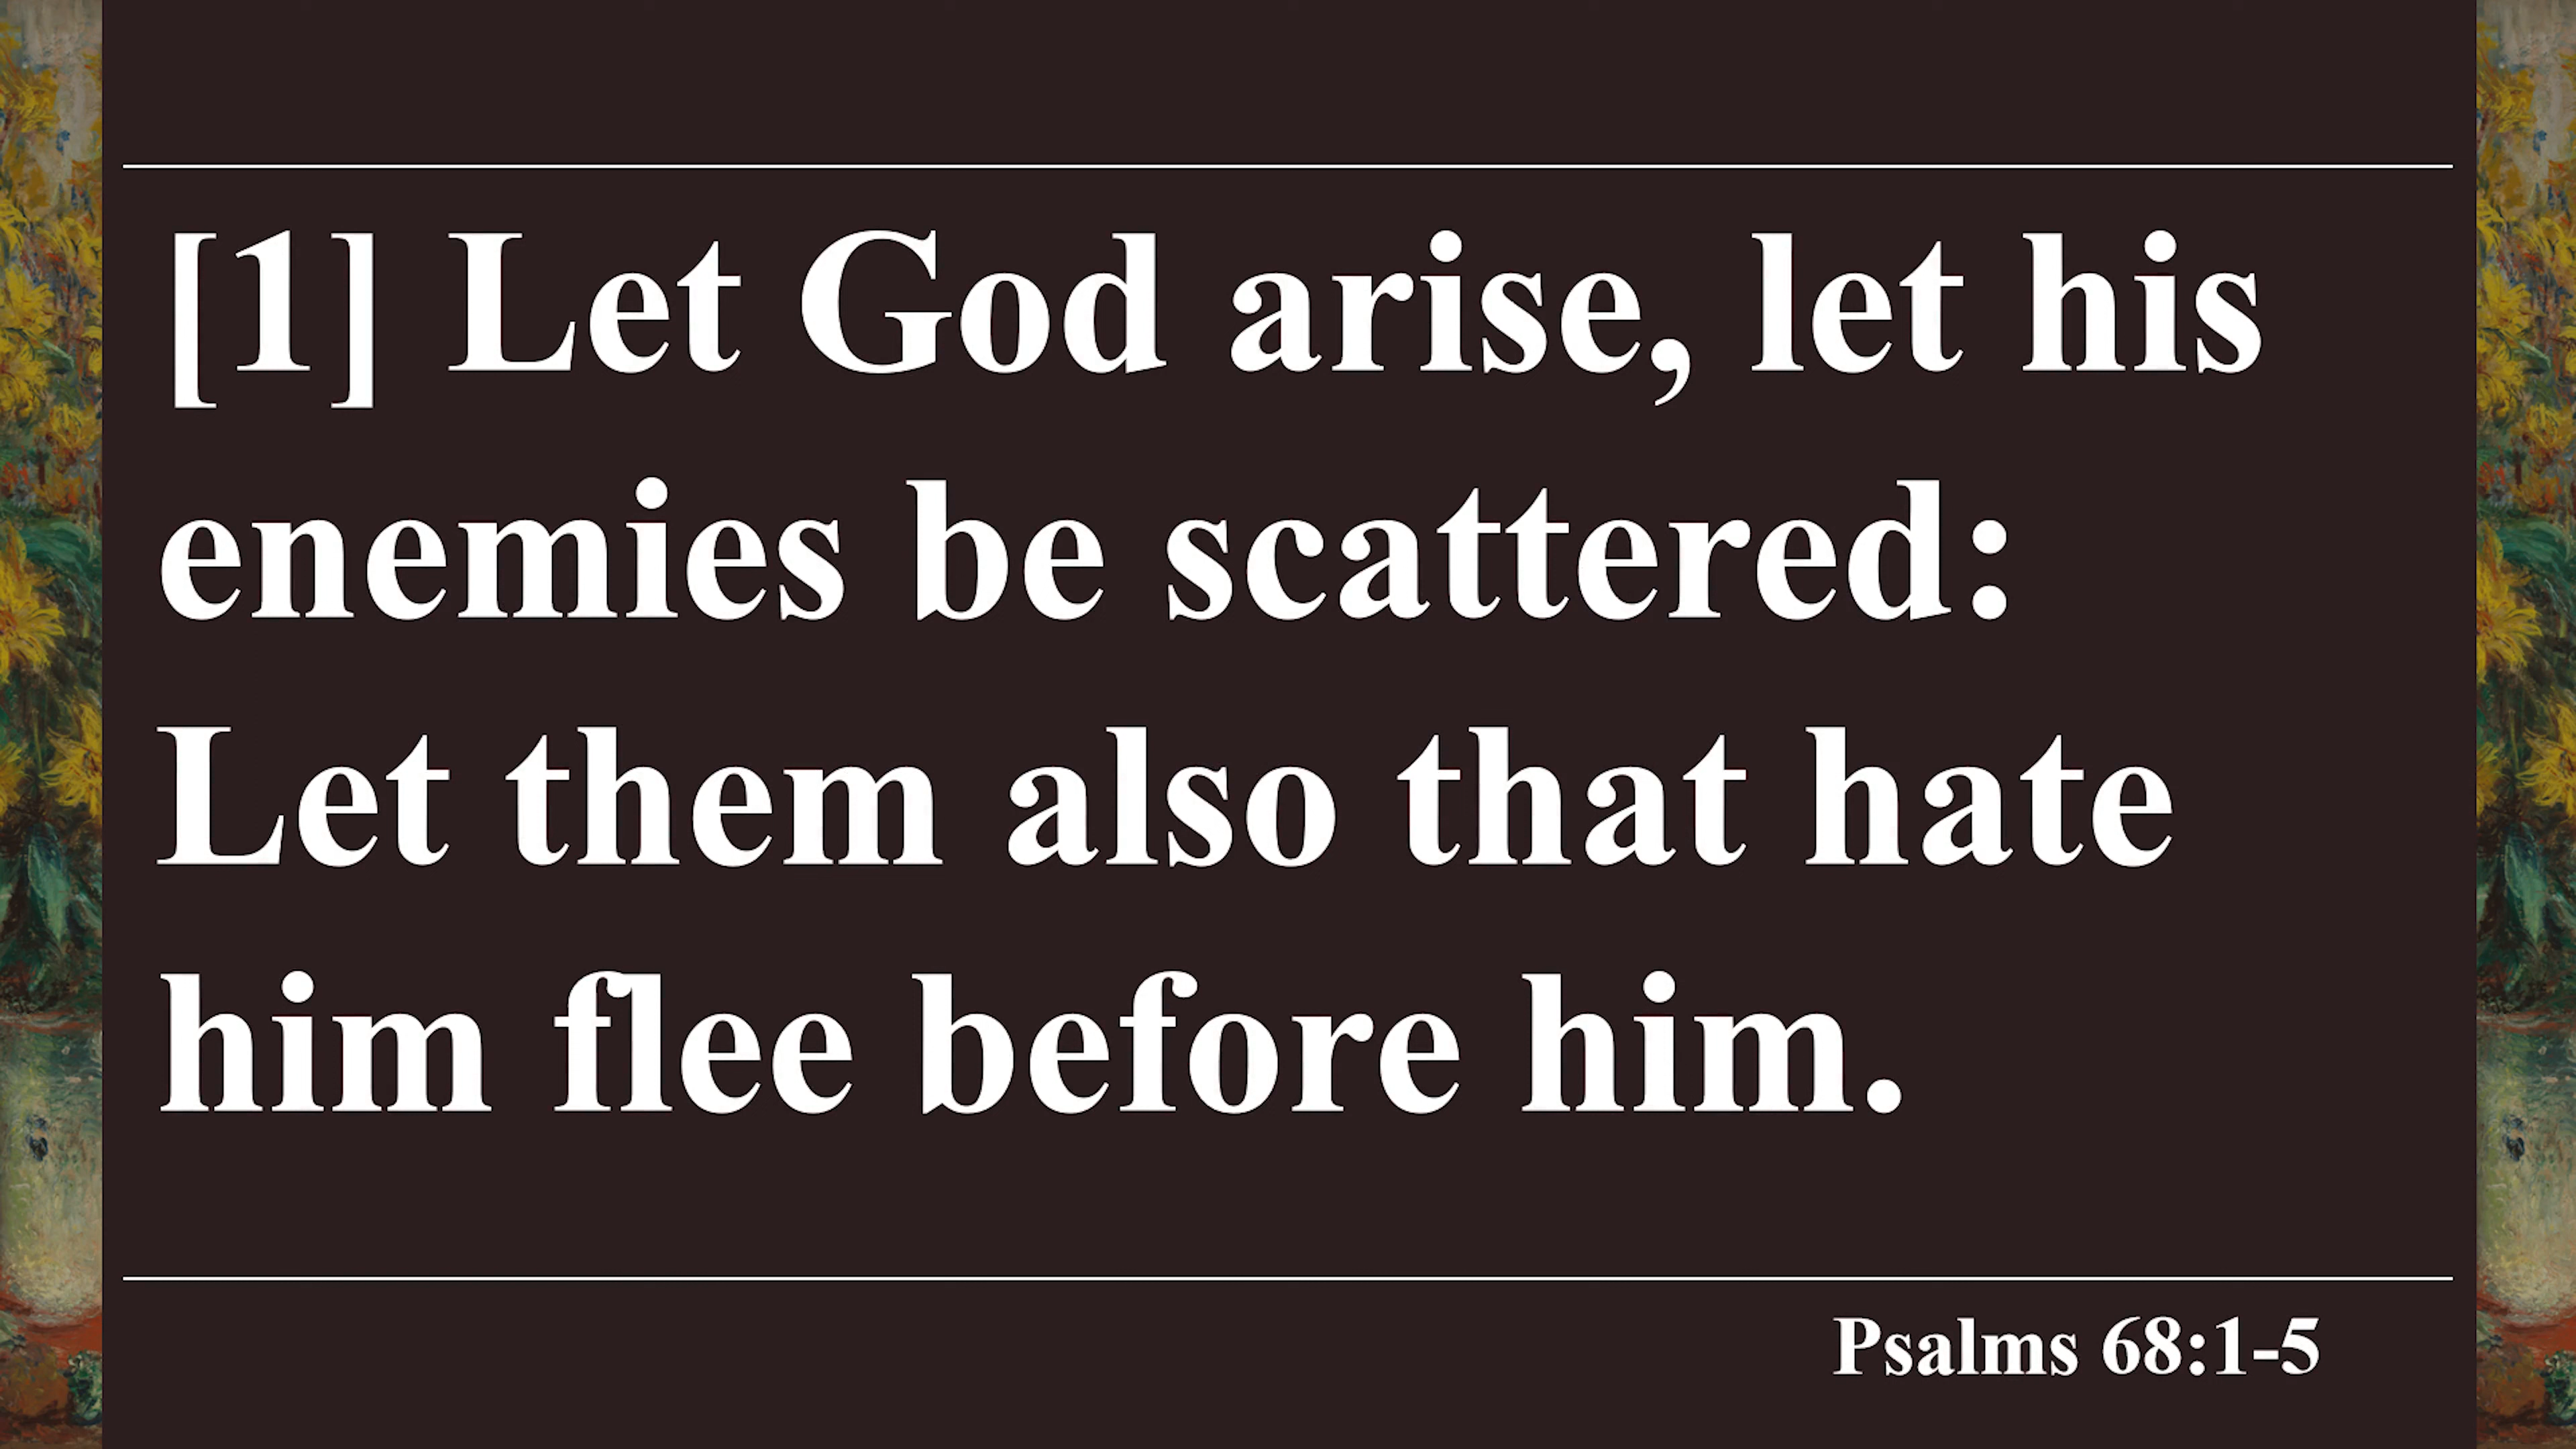 [1] Let God arise, let his
enemies be scattered:
Let them also that hate
him flee before him.
Psalms 68:1-5